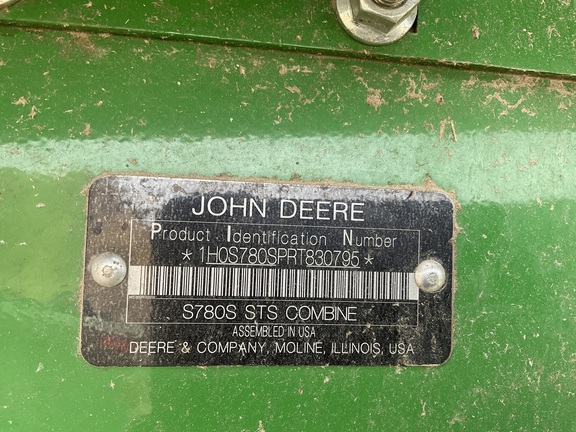 JOHN DEERE
Product Identification Number
*1H0S780SPRT830795*
S780S STS COMBINE
ASSEMBLED IN USA
DEERE & COMPANY, MOLINE, ILLINOIS, USA